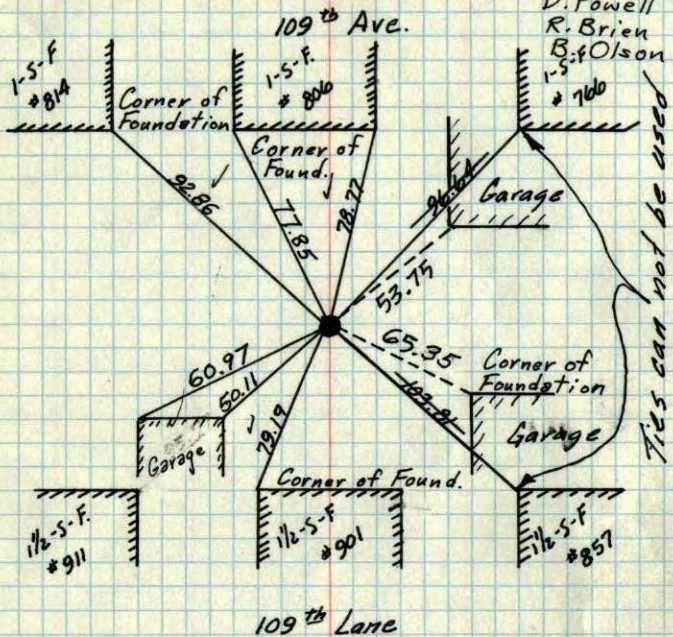 D. Powell
R. Brien
B. Olson
109th Ave.
1-S-F
#814
Corner of
Foundation
1-S-F.
#806
Corner of
Found.
1-S-F
#766
Garage
92.86
77.85
78.77
96.64
53.75
65.35
60.97
50.11
79.19
Corner of
Foundation
Garage
Garage
Corner of Found.
1½-S-F.
#911
1½-S-F
#901
1½-S-F
#857
Ties can not be used
109th Lane